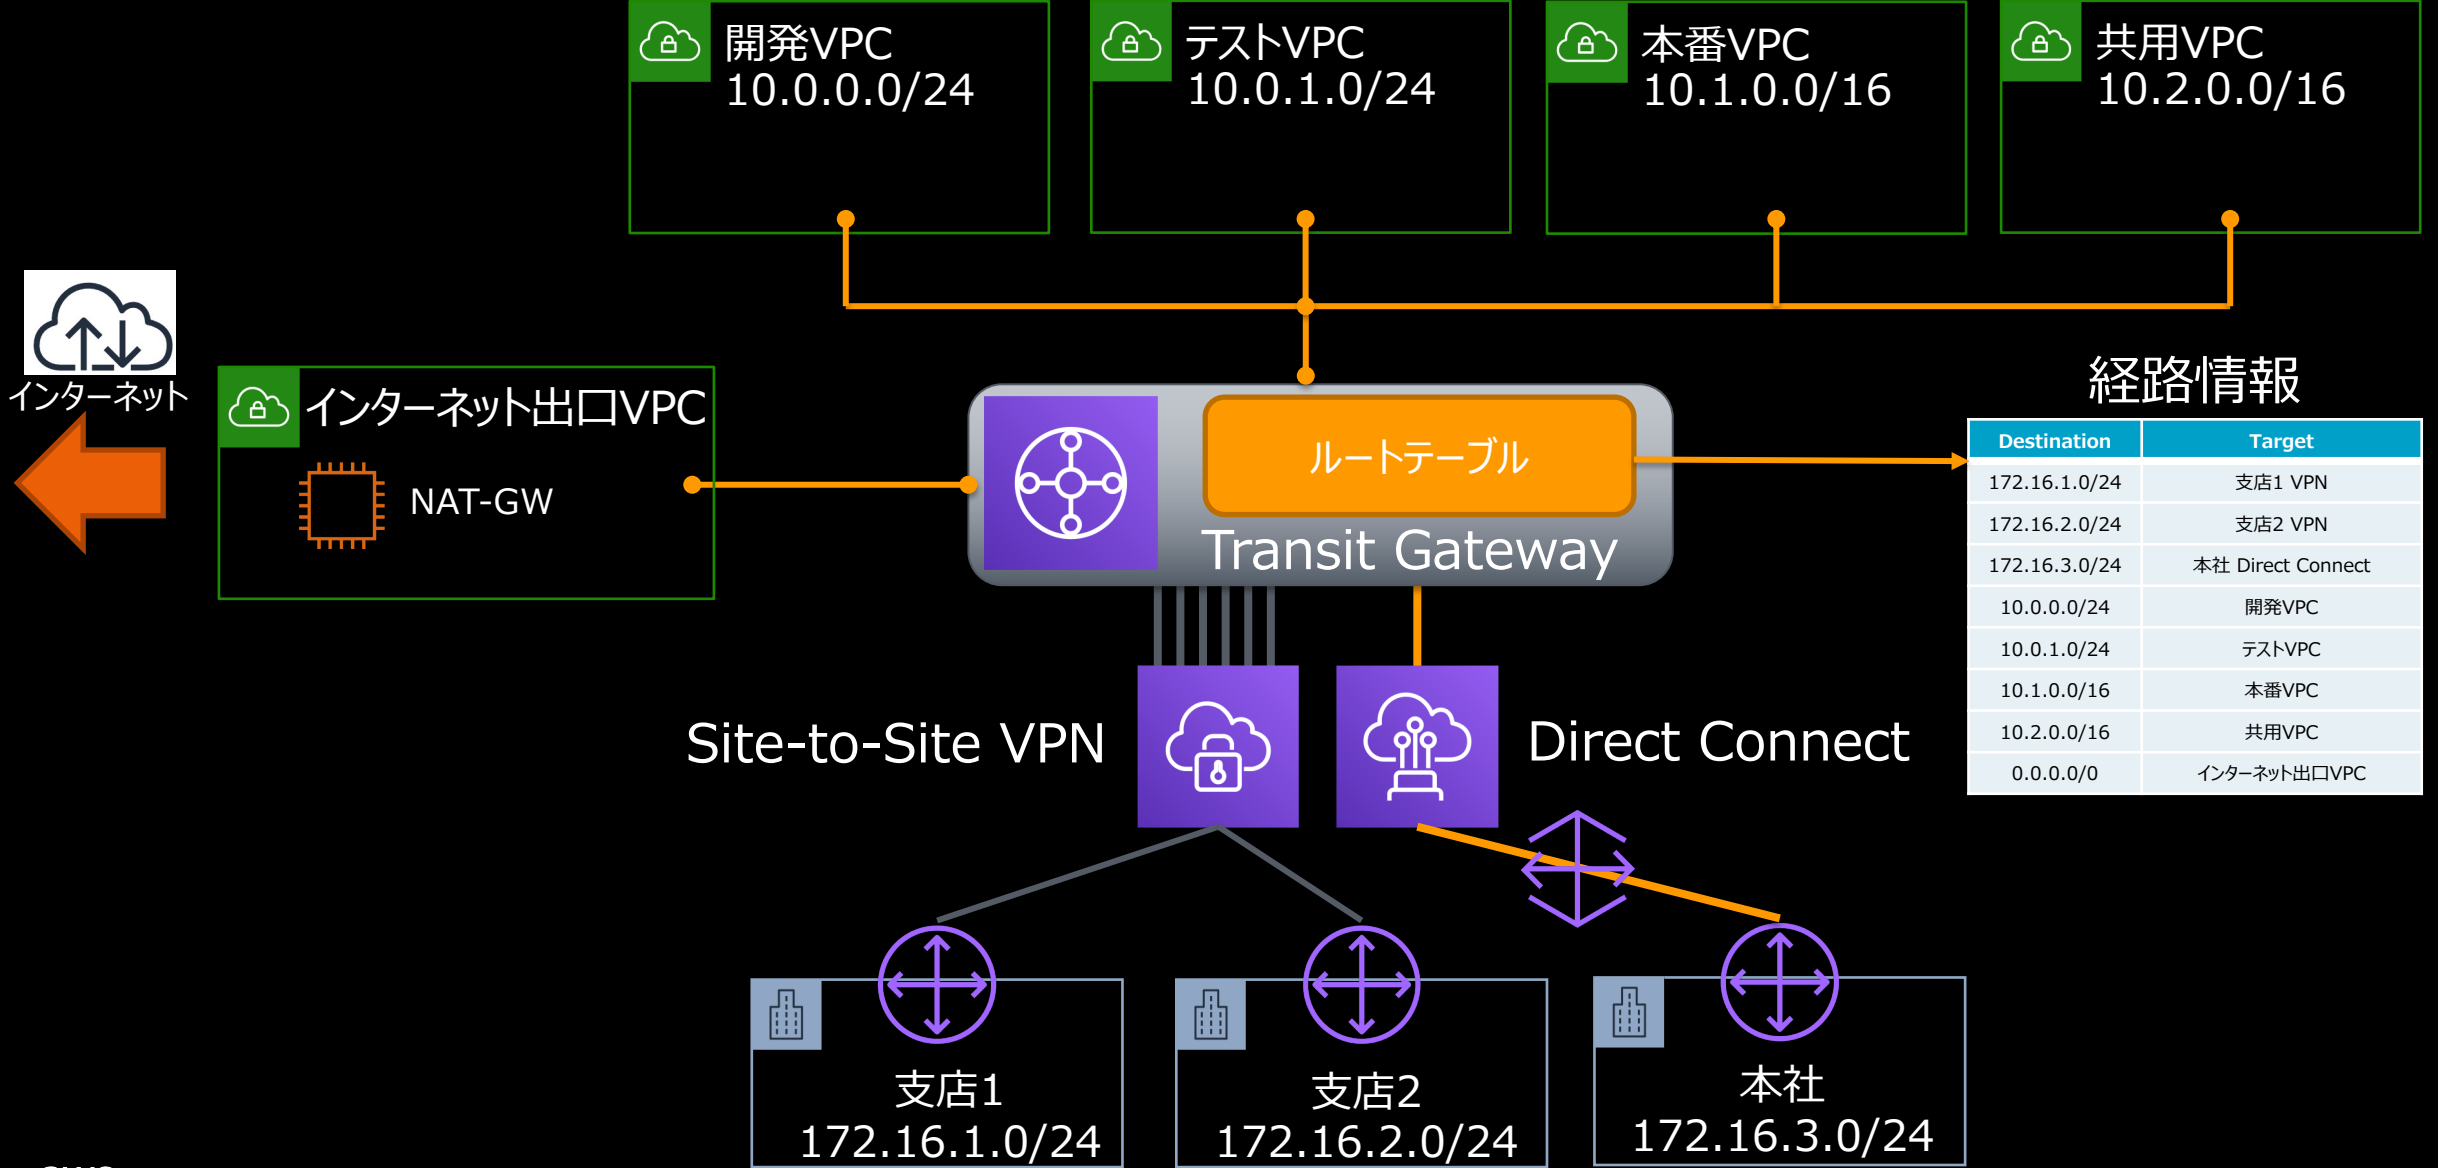 開発VPC
10.0.0.0/24
テストVPC
10.0.1.0/24
本番VPC
10.1.0.0/16
共用VPC
10.2.0.0/16
インターネット
インターネット出口VPC
NAT-GW
ルートテーブル
Transit Gateway
経路情報
Destination Target
172.16.1.0/24 支店1 VPN
172.16.2.0/24 支店2 VPN
172.16.3.0/24 本社 Direct Connect
10.0.0.0/24 開発VPC
10.0.1.0/24 テストVPC
10.1.0.0/16 本番VPC
10.2.0.0/16 共用VPC
0.0.0.0/0 インターネット出口VPC
Site-to-Site VPN
Direct Connect
支店1
172.16.1.0/24
支店2
172.16.2.0/24
本社
172.16.3.0/24